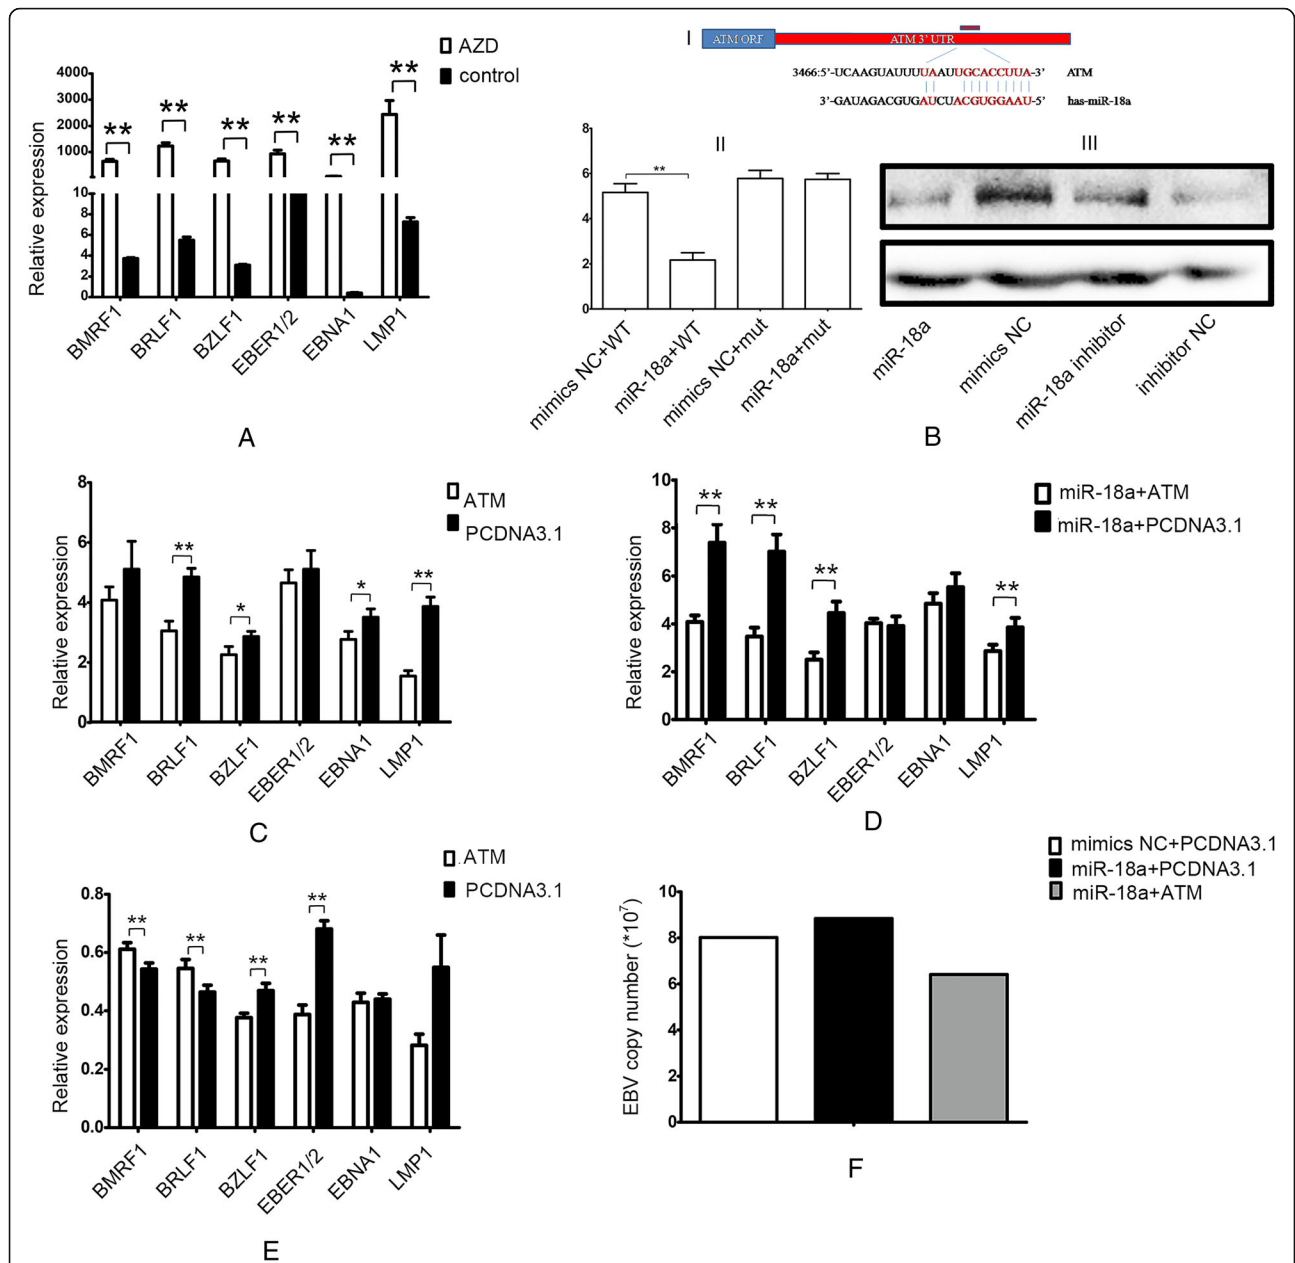 AZD
control
4000
3000
2000
1000
10
8
6
4
2
0
Relative expression
** ** ** ** ** **
BMRF1 BRLF1 BZLF1 EBER1/2 EBNA1 LMP1
A
I
ATM ORF
ATM 3' UTR
3466:5'-UCAAGUAUUUUAAUUGCACCUUA-3' ATM
3'-GAUAGACGUGAUCUACGUGGAAU-5' has-miR-18a
II
8
6
4
2
0
**
mimics NC+WT miR-18a+WT mimics NC+mut miR-18a+mut
III
miR-18a mimics NC miR-18a inhibitor inhibitor NC
B
ATM
PCDNA3.1
8
6
4
2
0
Relative expression
** * * **
BMRF1 BRLF1 BZLF1 EBER1/2 EBNA1 LMP1
C
miR-18a+ATM
miR-18a+PCDNA3.1
10
8
6
4
2
0
Relative expression
** ** ** **
BMRF1 BRLF1 BZLF1 EBER1/2 EBNA1 LMP1
D
.ATM
PCDNA3.1
0.8
0.6
0.4
0.2
0.0
Relative expression
** ** ** **
BMRF1 BRLF1 BZLF1 EBER1/2 EBNA1 LMP1
E
mimics NC+PCDNA3.1
miR-18a+PCDNA3.1
miR-18a+ATM
10
8
6
4
2
0
EBV copy number (*10⁷)
F